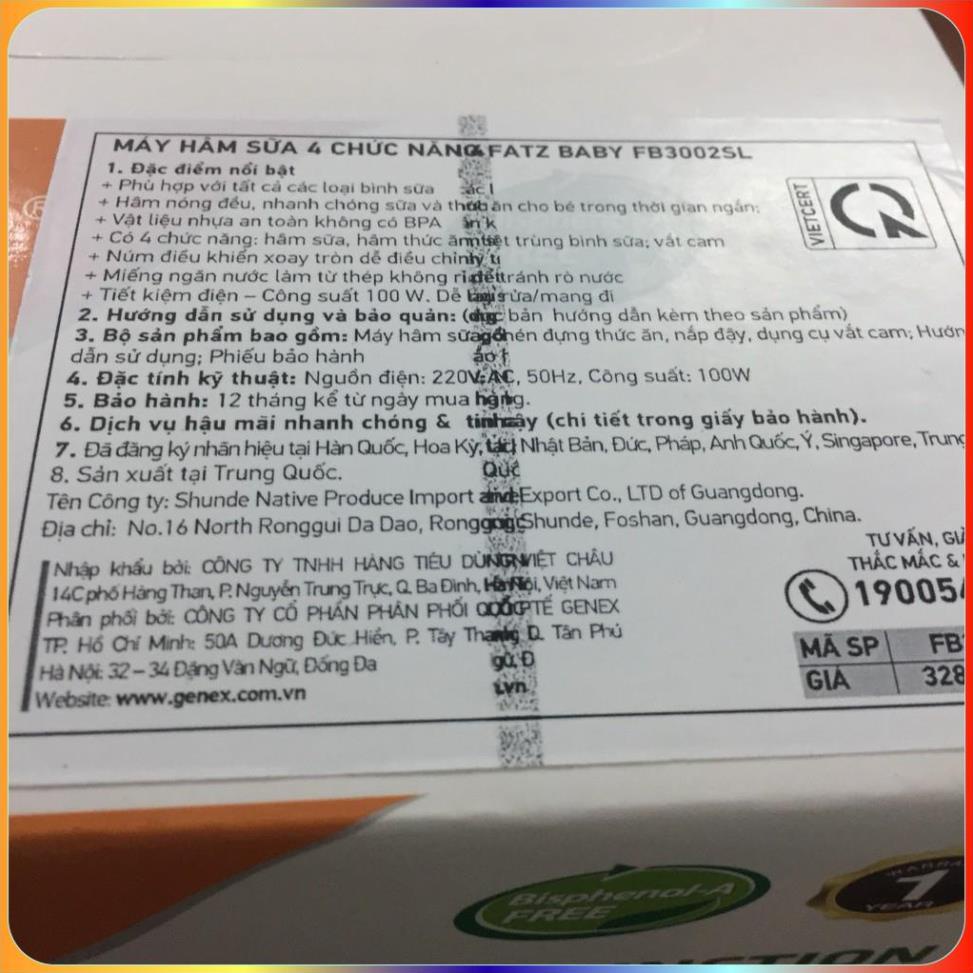 MÁY HÂM SỮA 4 CHỨC NĂNG FATZ BABY FB3002SL
1. Đặc điểm nổi bật
+ Phù hợp với tất cả các loại bình sữa
+ Hâm nóng đều, nhanh chóng sữa và thức ăn cho bé trong thời gian ngắn;
+ Vật liệu nhựa an toàn không có BPA
+ Có 4 chức năng: hâm sữa, hâm thức ăn, tiệt trùng bình sữa; vắt cam
+ Núm điều khiển xoay tròn dễ điều chỉnh
+ Miếng ngăn nước làm từ thép không rỉ để tránh rò nước
+ Tiết kiệm điện – Công suất 100 W. Dễ rửa/mang đi
2. Hướng dẫn sử dụng và bảo quản: bản hướng dẫn kèm theo sản phẩm)
3. Bộ sản phẩm bao gồm: Máy hâm sữa, chén đựng thức ăn, nắp đậy, dụng cụ vắt cam; Hướn
dẫn sử dụng; Phiếu bảo hành
4. Đặc tính kỹ thuật: Nguồn điện: 220V-AC, 50Hz, Công suất: 100W
5. Bảo hành: 12 tháng kể từ ngày mua hàng.
6. Dịch vụ hậu mãi nhanh chóng & tin cậy (chi tiết trong giấy bảo hành).
7. Đã đăng ký nhãn hiệu tại Hàn Quốc, Hoa Kỳ, Nhật Bản, Đức, Pháp, Anh Quốc, Ý, Singapore, Trung
8. Sản xuất tại Trung Quốc.
Tên Công ty: Shunde Native Produce Import and Export Co., LTD of Guangdong.
Địa chỉ: No.16 North Ronggui Da Dao, Ronggui, Shunde, Foshan, Guangdong, China.
Nhập khẩu bởi: CÔNG TY TNHH HÀNG TIÊU DÙNG VIỆT CHÂU
14C phố Hàng Than, P. Nguyễn Trung Trực, Q. Ba Đình, Hà Nội, Việt Nam
Phân phối bởi: CÔNG TY CỔ PHẦN PHÂN PHỐI QUỐC TẾ GENEX
TP. Hồ Chí Minh: 50A Dương Đức Hiền, P. Tây Thạnh, Q. Tân Phú
Hà Nội: 32 – 34 Đặng Văn Ngữ, Đống Đa
Website: www.genex.com.vn
VIETCERT
TƯ VẤN, GIẢ
THẮC MẮC &
190054
MÃ SP FB
GIÁ 328
Bisphenol-A
FREE
1
YEAR